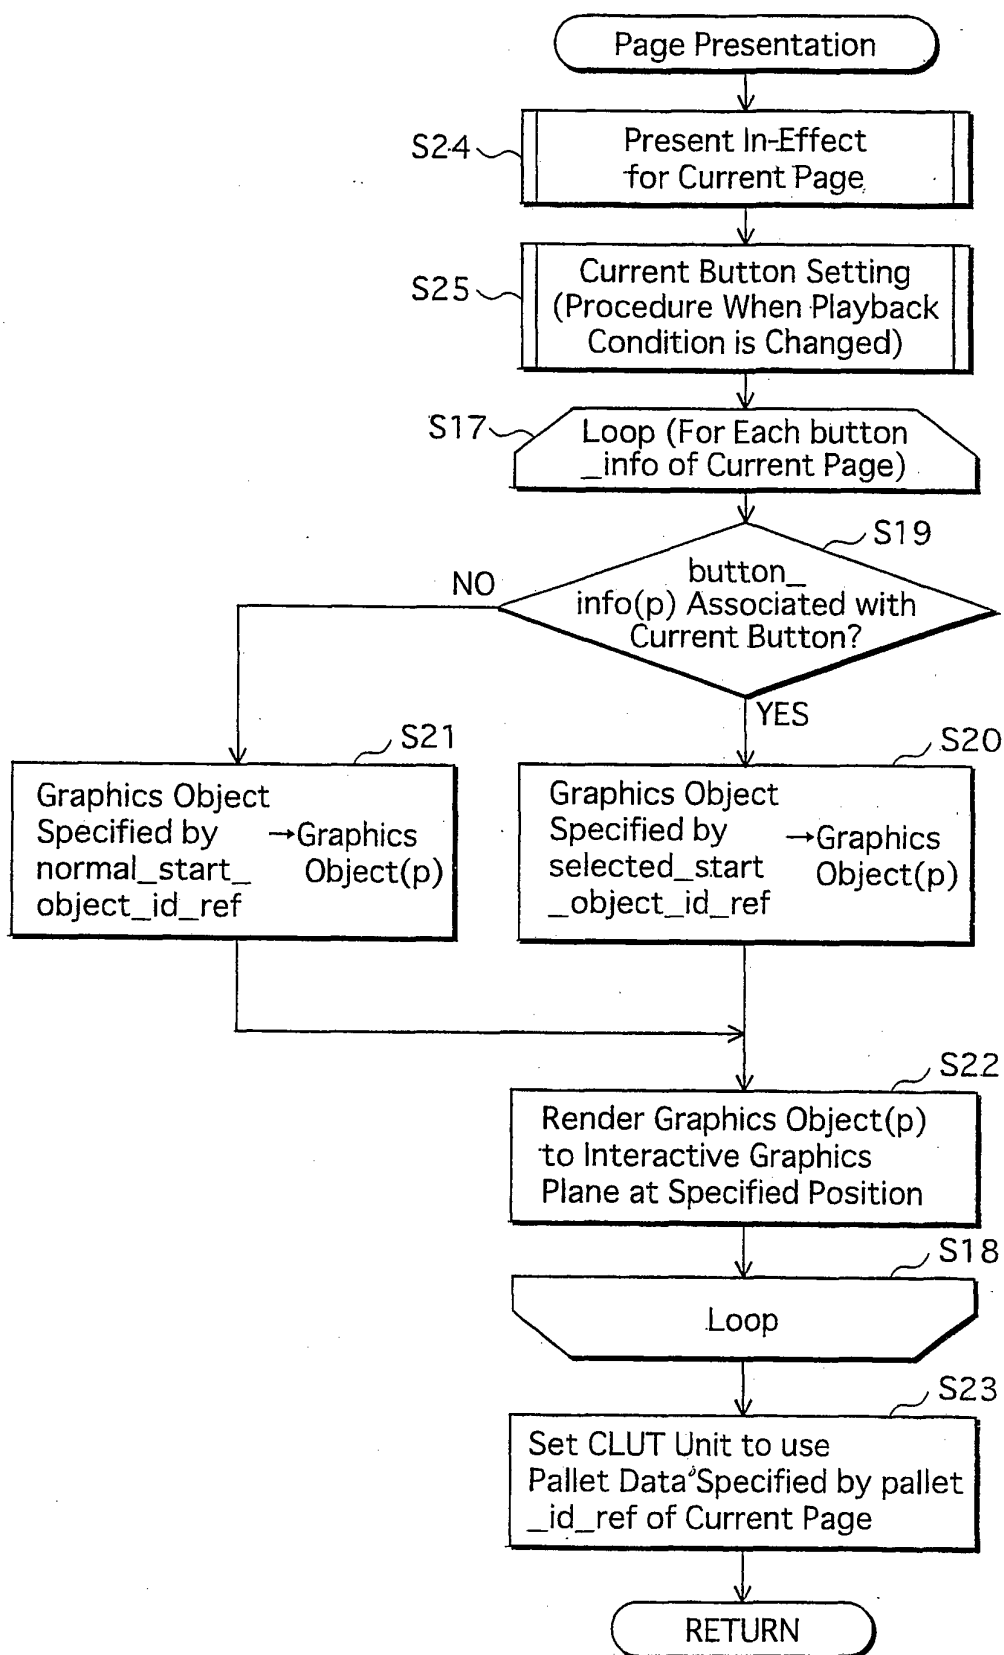 Page Presentation
S24
Present In-Effect
for Current Page
S25
Current Button Setting
(Procedure When Playback
Condition is Changed)
S17
Loop (For Each button
_info of Current Page)
S19
button_
info(p) Associated with
Current Button?
NO
YES
S21
Graphics Object
Specified by
normal_start_
object_id_ref
→Graphics
Object(p)
S20
Graphics Object
Specified by
selected_start
_object_id_ref
→Graphics
Object(p)
S22
Render Graphics Object(p)
to Interactive Graphics
Plane at Specified Position
S18
Loop
S23
Set CLUT Unit to use
Pallet Data Specified by pallet
_id_ref of Current Page
RETURN